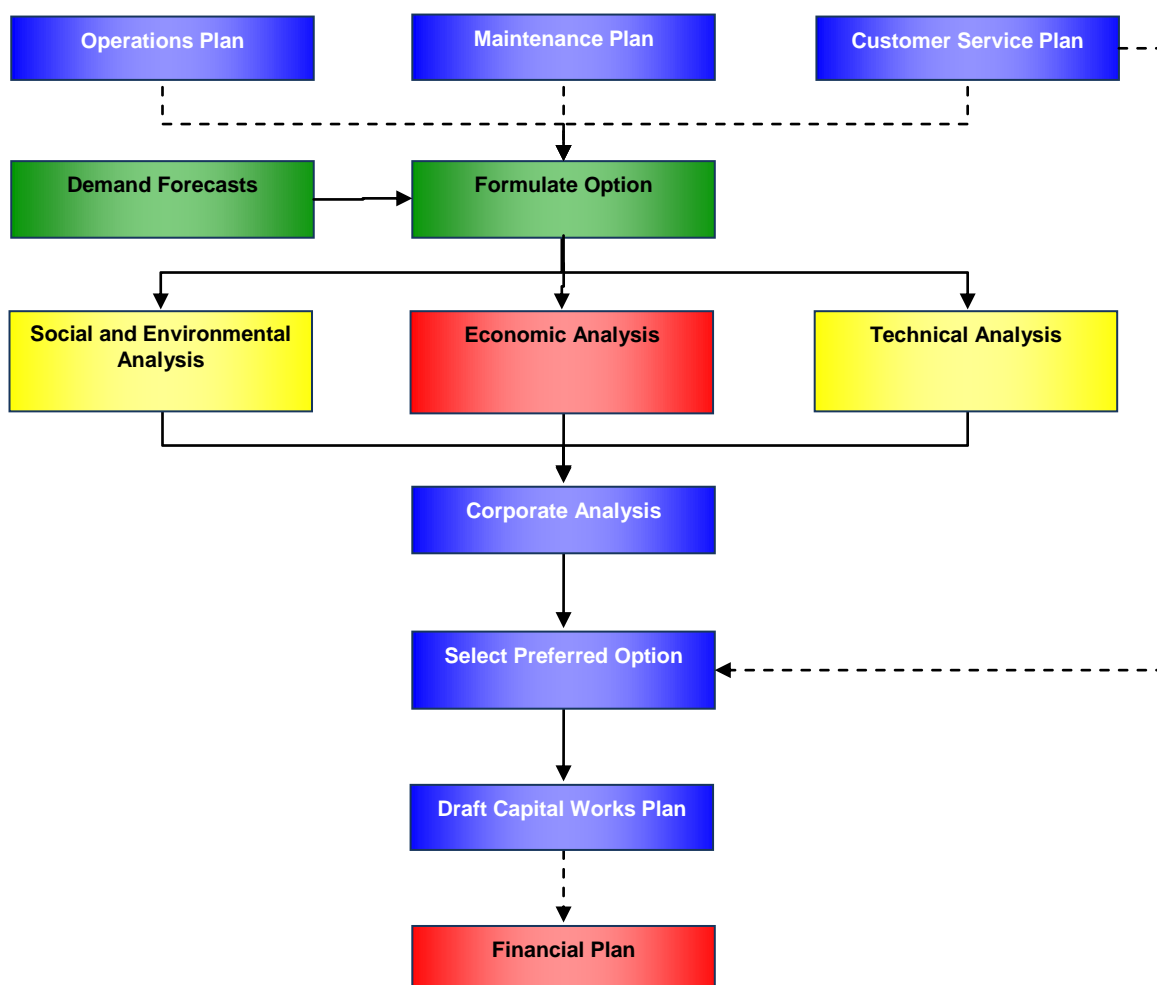 Operations Plan
Maintenance Plan
Customer Service Plan
Demand Forecasts
Formulate Option
Social and Environmental
Analysis
Economic Analysis
Technical Analysis
Corporate Analysis
Select Preferred Option
Draft Capital Works Plan
Financial Plan